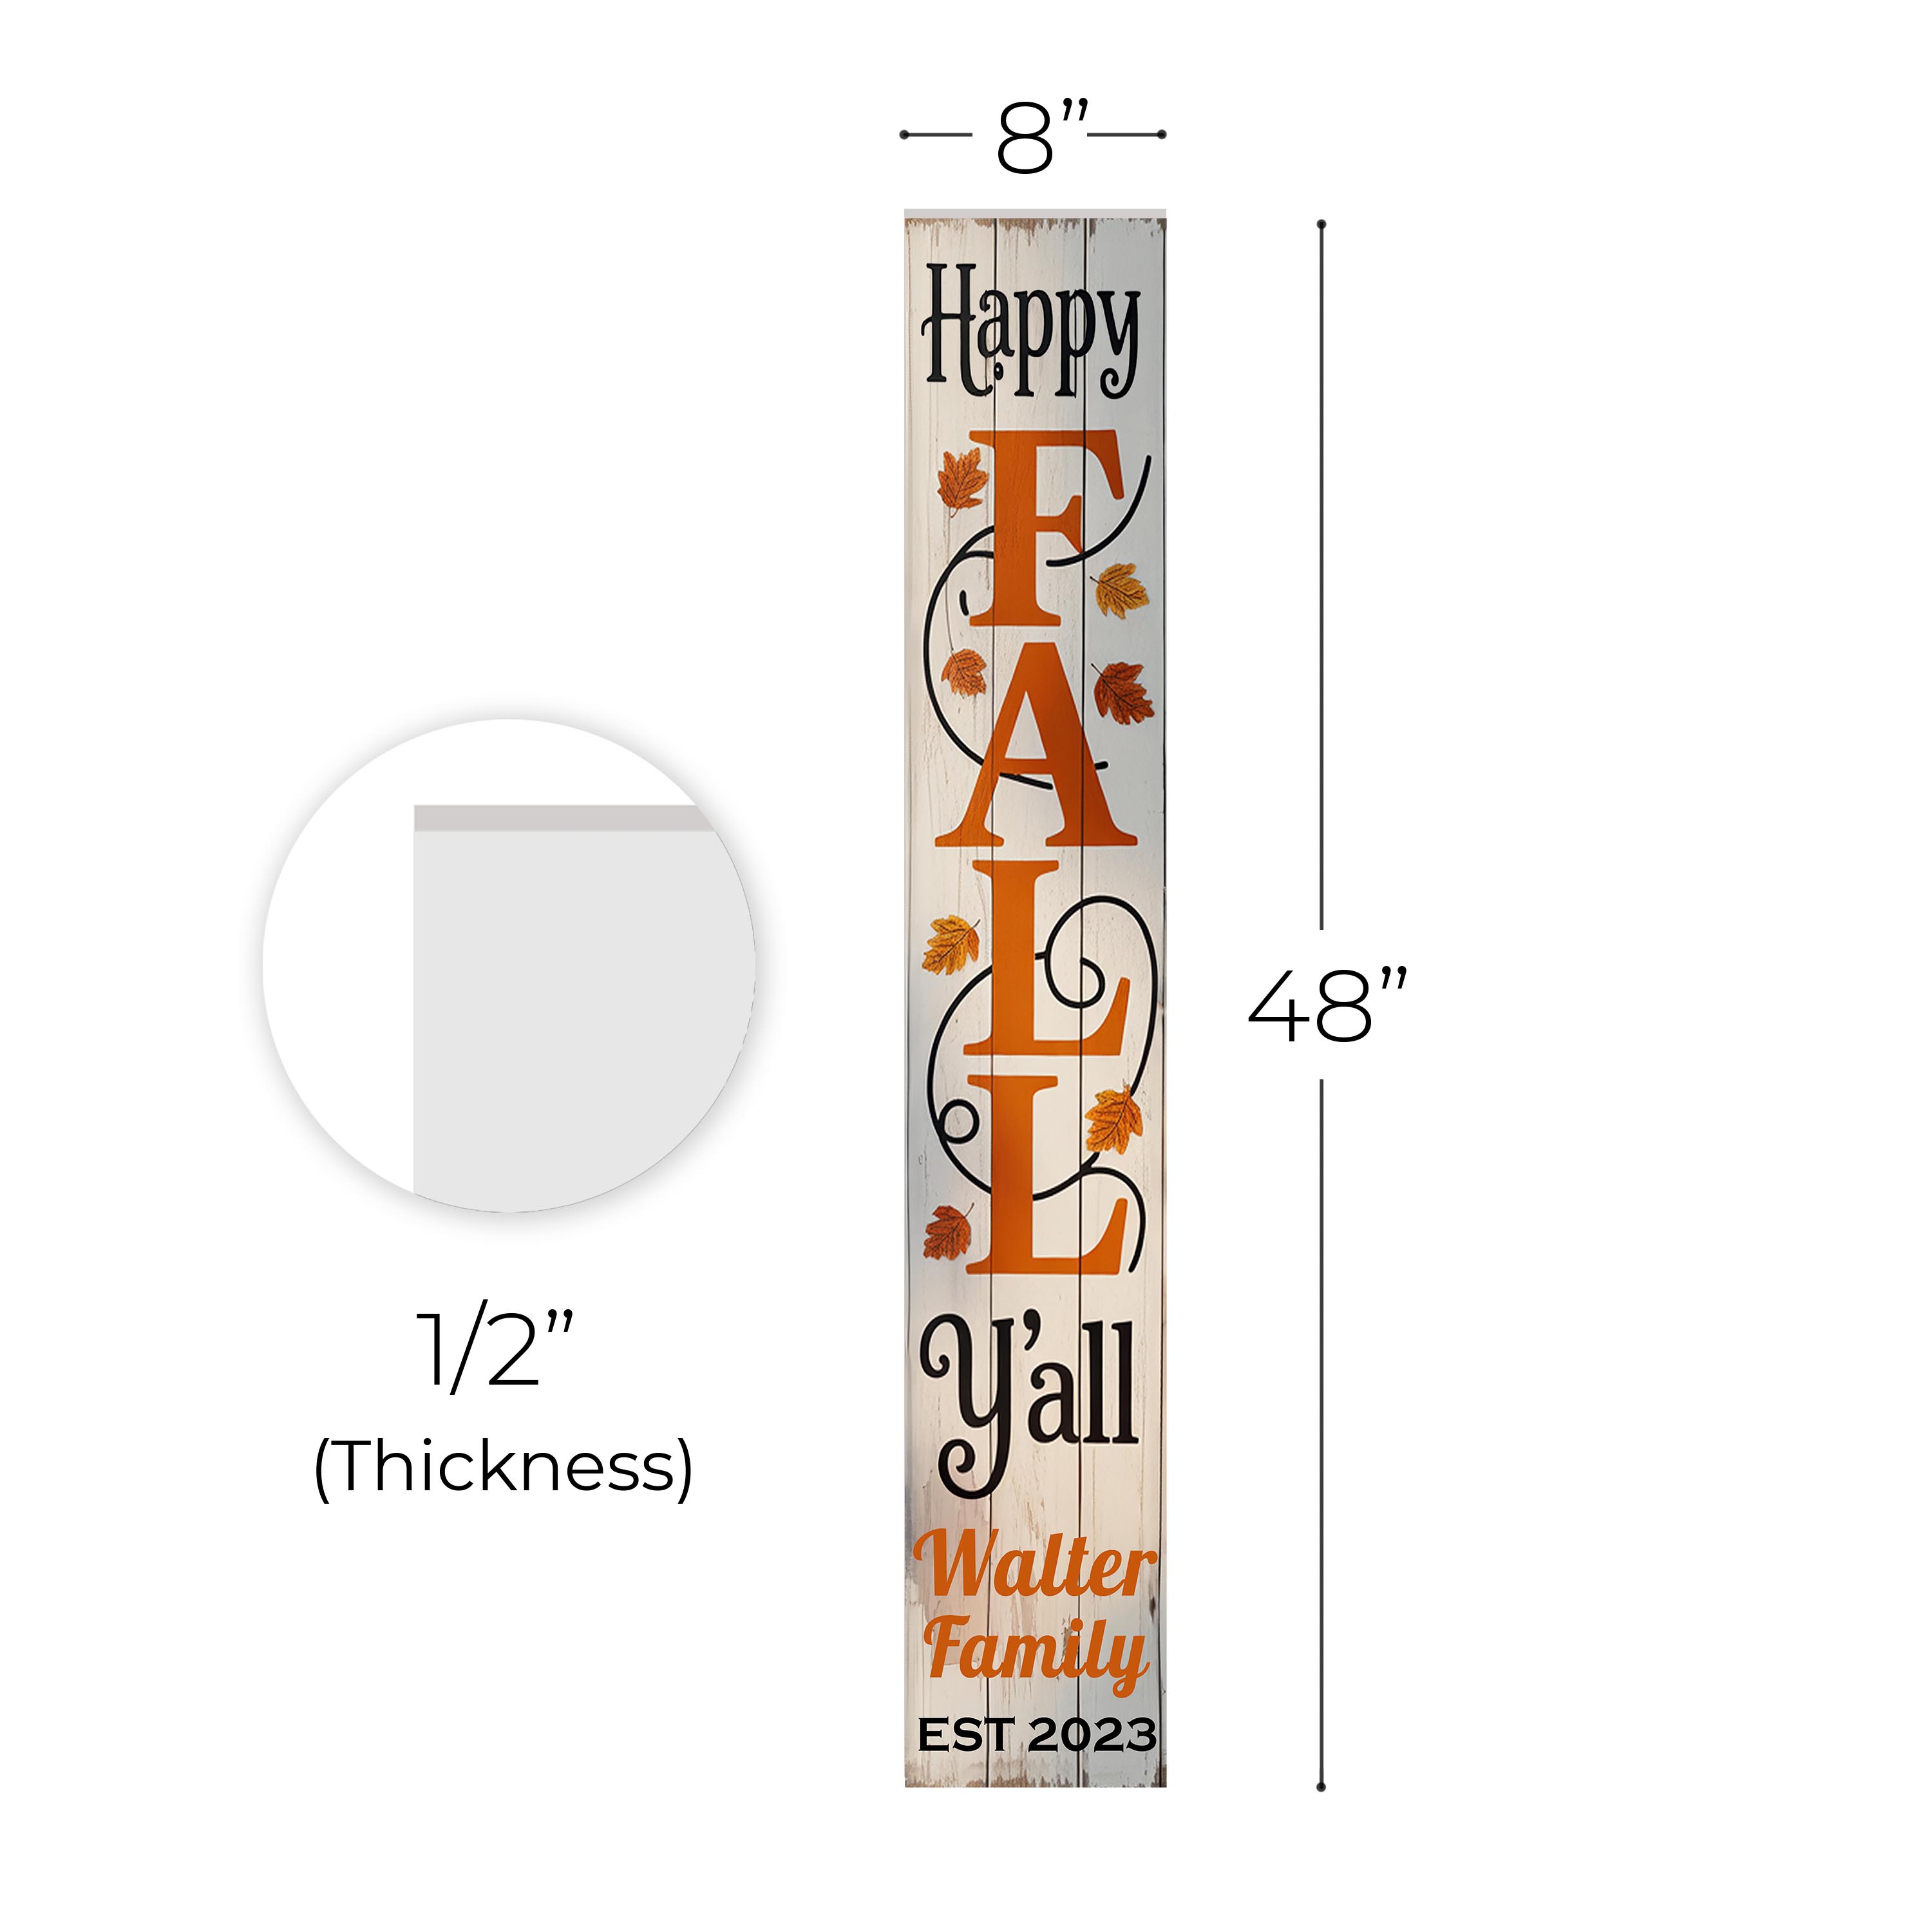 8”
Happy
FALL
Y’all
Walter
Family
EST 2023
48”
1/2”
(Thickness)